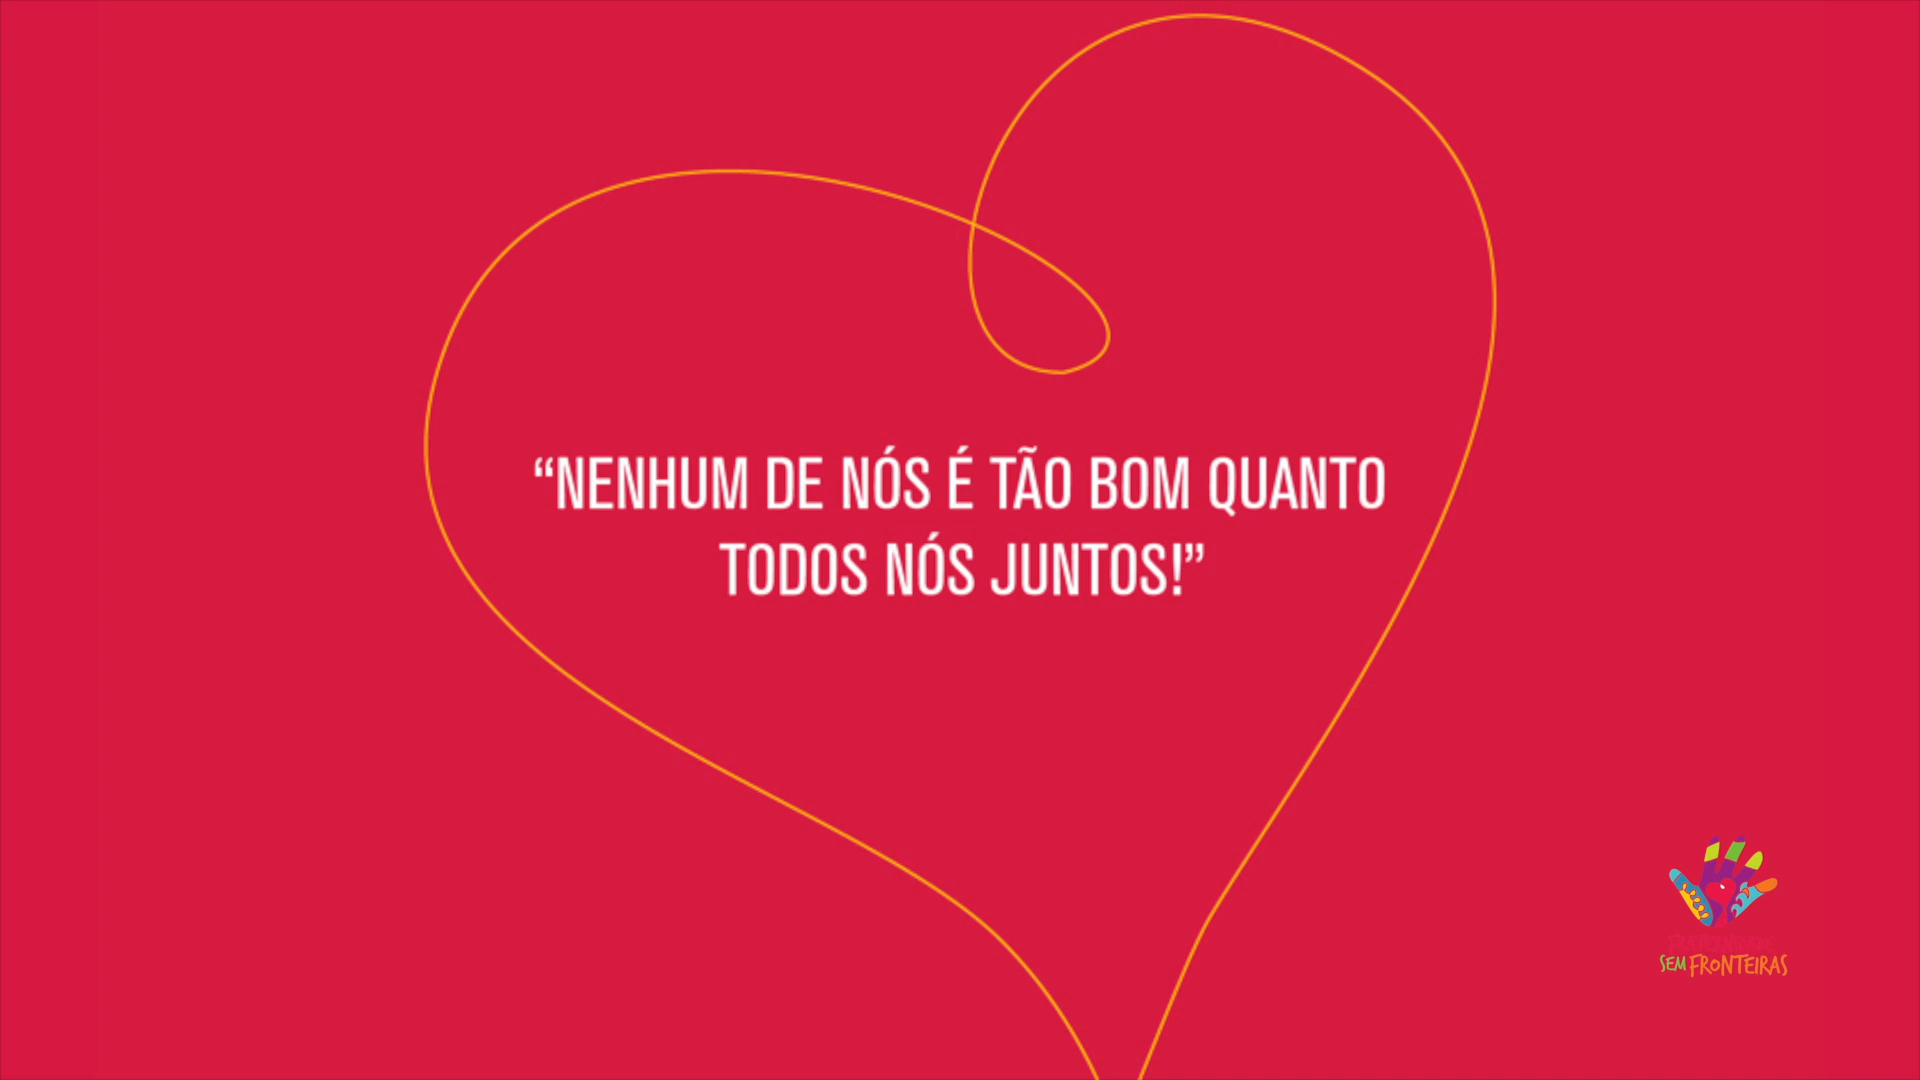 “NENHUM DE NÓS É TÃO BOM QUANTO
TODOS NÓS JUNTOS!”
SEM FRONTEIRAS